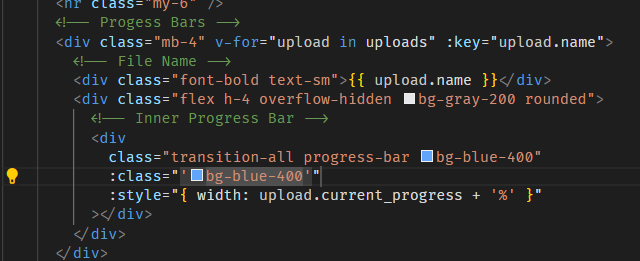 <hr class="my-6" />
<!-- Progess Bars -->
<div class="mb-4" v-for="upload in uploads" :key="upload.name">
<!-- File Name -->
<div class="font-bold text-sm">{{ upload.name }}</div>
<div class="flex h-4 overflow-hidden bg-gray-200 rounded">
<!-- Inner Progress Bar -->
<div
class="transition-all progress-bar bg-blue-400"
:class="'bg-blue-400'"
:style="{ width: upload.current_progress + '%' }"
></div>
</div>
</div>